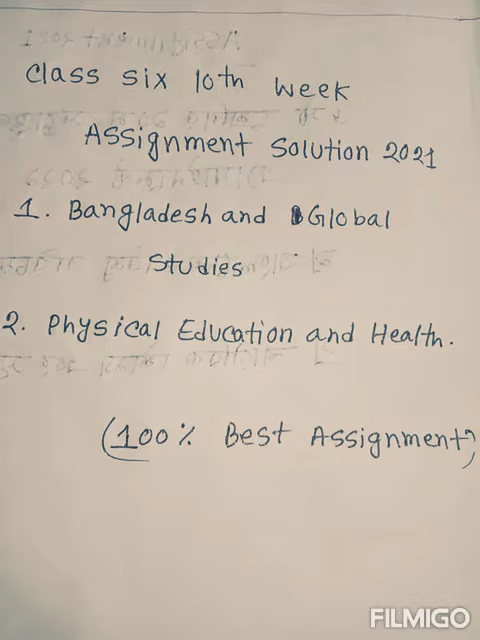 Class Six 10th Week
Assignment Solution 2021
1. Bangladesh and Global
Studies
2. Physical Education and Health.
(100% Best Assignment)
FILMIGO